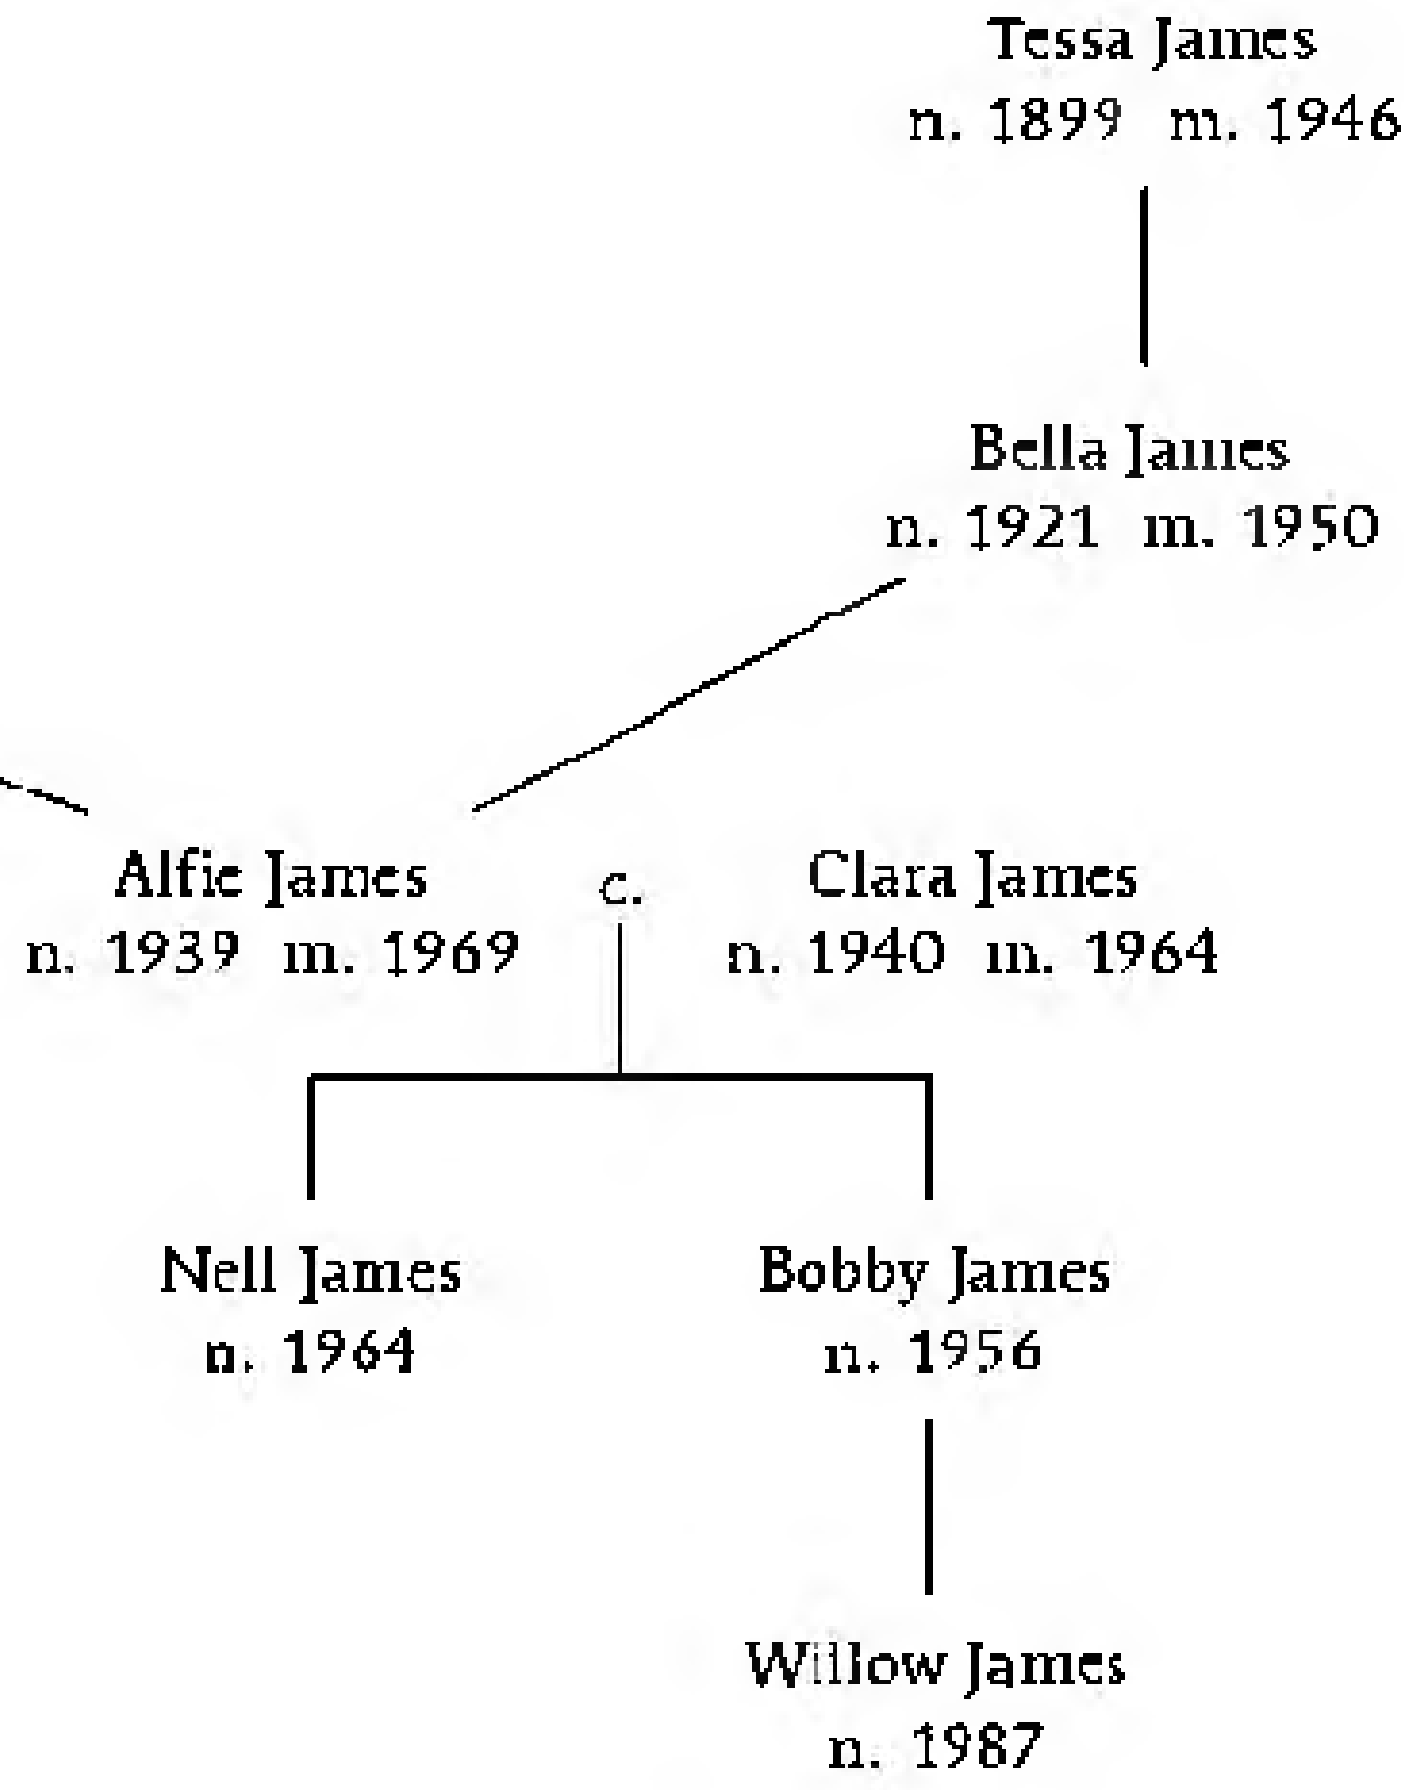 Tessa James
n. 1899 m. 1946
Bella James
n. 1921 m. 1950
Alfie James
n. 1939 m. 1969
c.
Clara James
n. 1940 m. 1964
Nell James
n. 1964
Bobby James
n. 1956
Willow James
n. 1987